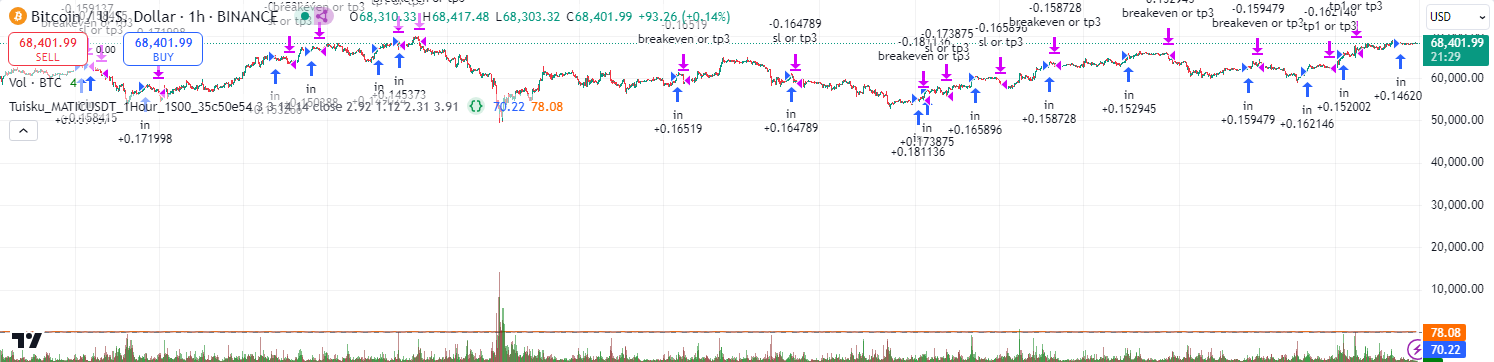 Bitcoin / U.S. Dollar · 1h · BINANCE
O68,310.33 H68,417.48 L68,303.32 C68,401.99 +93.26 (+0.14%)
USD
-0.159127
breakeven or tp3
sl or tp3
-0.171998
breakeven or tp3
sl or tp3
breakeven or tp3
-0.16519
breakeven or tp3
-0.164789
sl or tp3
-0.181136
breakeven or tp3
-0.173875
sl or tp3
-0.165896
sl or tp3
-0.158728
breakeven or tp3
-0.152945
breakeven or tp3
-0.159479
breakeven or tp3
-0.162146
tp1 or tp3
tp1 or tp3
68,401.99
SELL
0.00
68,401.99
BUY
68,401.99
21:29
Vol · BTC 4
Tuisku_MATICUSDT_1Hour_1S00_35c50e54 3 3 14 14 close 2.92 1.12 2.31 3.91
70.22 78.08
+0.158415
in
+0.171998
in
+0.145373
in
+0.16519
in
+0.164789
in
+0.173875
+0.181136
in
+0.165896
in
+0.158728
in
+0.152945
in
+0.159479
in
+0.162146
in
+0.152002
in
+0.14620
60,000.00
50,000.00
40,000.00
30,000.00
20,000.00
10,000.00
78.08
70.22